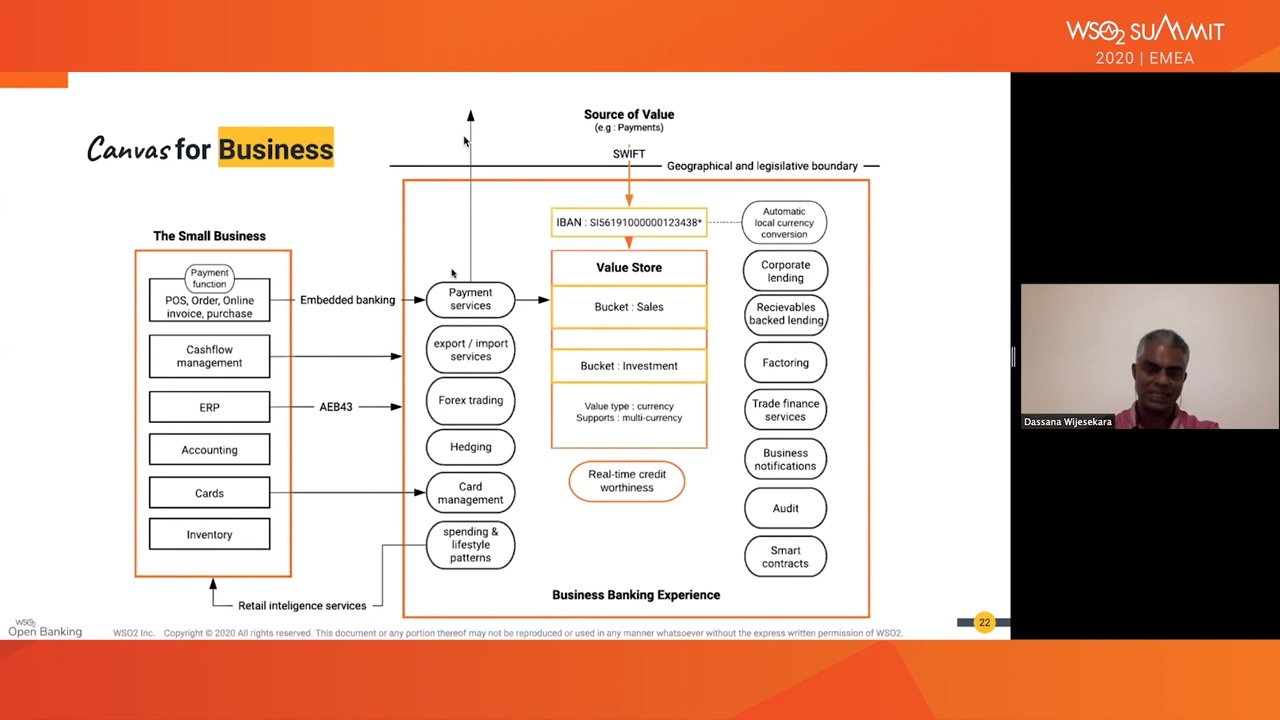 WSO2 SUMMIT
2020 | EMEA
Canvas for Business
Source of Value
(e.g : Payments)
SWIFT
Geographical and legisilative boundary
The Small Business
Payment
function
POS, Order, Online
invoice, purchase
Cashflow
management
ERP
Accounting
Cards
Inventory
Embedded banking
AEB43
Retail inteligence services
Payment
services
export / import
services
Forex trading
Hedging
Card
management
spending &
lifestyle
patterns
IBAN : SI56191000000123438*
Value Store
Bucket : Sales
Bucket : Investment
Value type : currency
Supports : multi-currency
Real-time credit
worthiness
Automatic
local currency
conversion
Corporate
lending
Recievables
backed lending
Factoring
Trade finance
services
Business
notifications
Audit
Smart
contracts
Business Banking Experience
Dassana Wijesekara
WSO2
Open Banking
WSO2 Inc. Copyright © 2020 All rights reserved. This document or any portion thereof may not be reproduced or used in any manner whatsoever without the express written permission of WSO2.
22